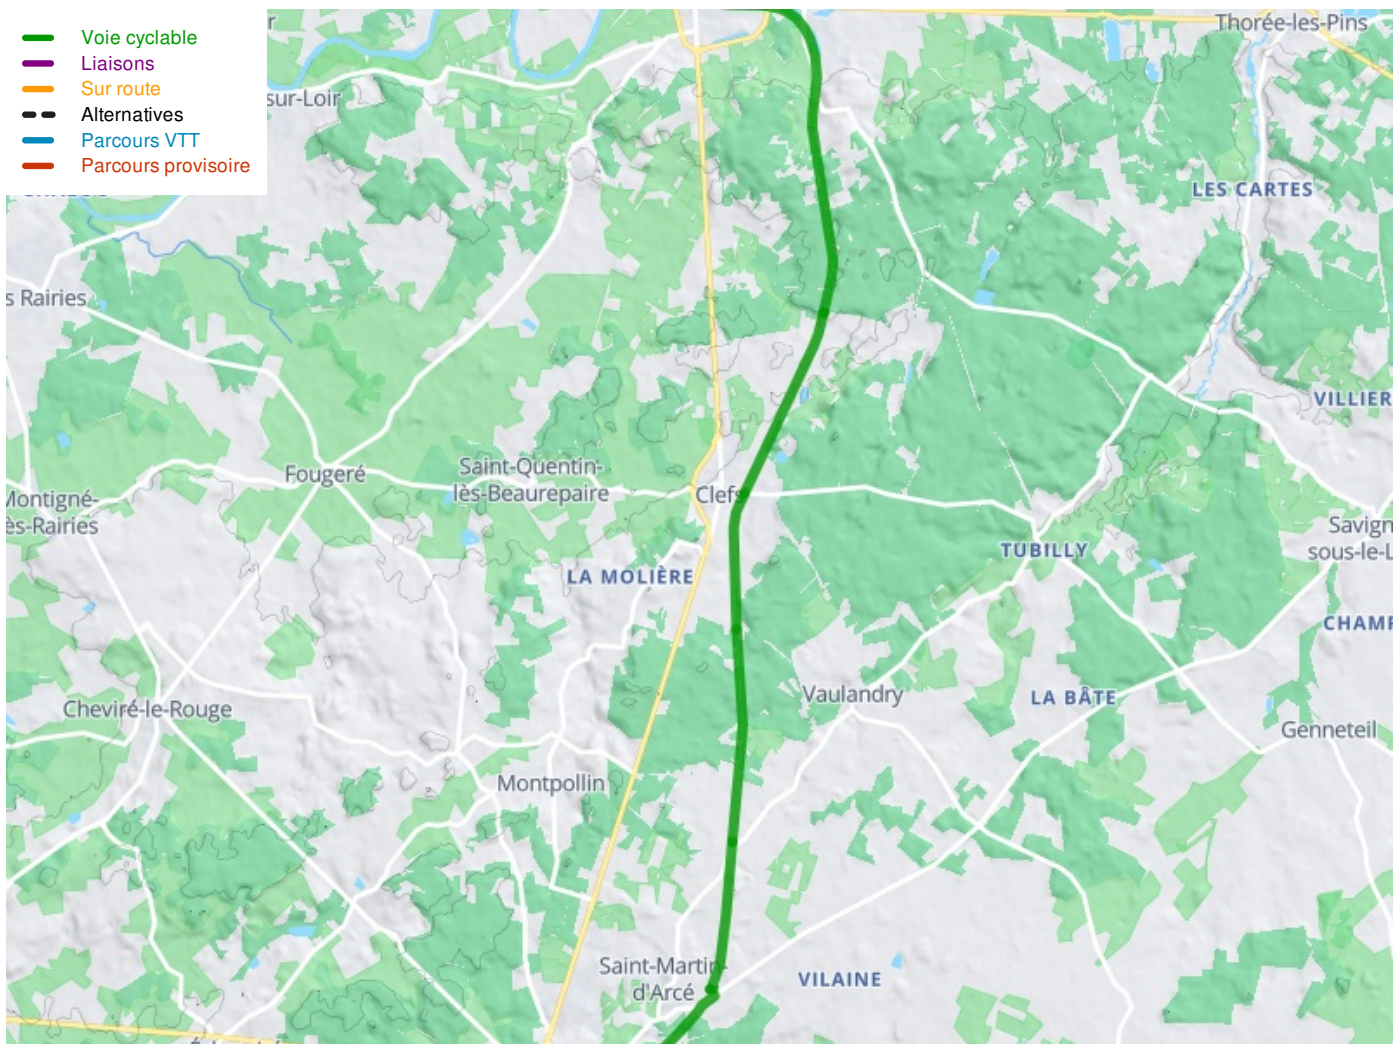 Voie cyclable
Liaisons
Sur route
Alternatives
Parcours VTT
Parcours provisoire
Thorée-les-Pins
sur-Loir
LES CARTES
s Rairies
VILLIER
Fougeré
Saint-Quentin-
lès-Beaurepaire
Clefs
Montigné-
ès-Rairies
Savign
sous-le-L
TUBILLY
LA MOLIÈRE
CHAMP
Vaulandry
LA BÂTE
Cheviré-le-Rouge
Genneteil
Montpollin
Saint-Martin-
d'Arcé
VILAINE